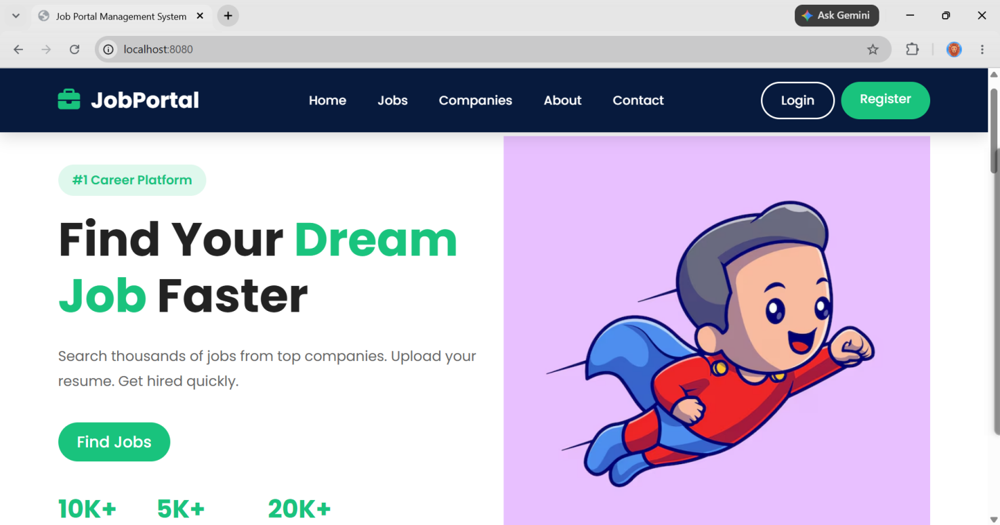 Job Portal Management System
Ask Gemini
localhost:8080
JobPortal
Home
Jobs
Companies
About
Contact
Login
Register
#1 Career Platform
Find Your Dream
Job Faster
Search thousands of jobs from top companies. Upload your
resume. Get hired quickly.
Find Jobs
10K+
5K+
20K+